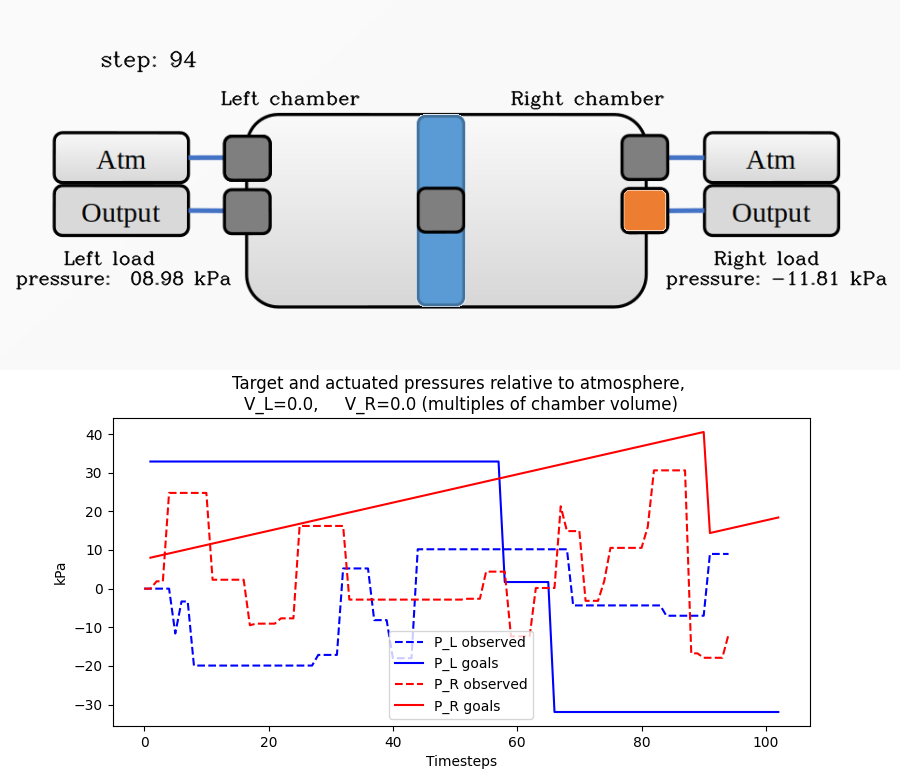 step: 94
Left chamber
Right chamber
Atm
Atm
Output
Output
Left load
pressure: 08.98 kPa
Right load
pressure: −11.81 kPa
Target and actuated pressures relative to atmosphere,
V_L=0.0, V_R=0.0 (multiples of chamber volume)
40
30
20
10
0
−10
−20
−30
kPa
P_L observed
P_L goals
P_R observed
P_R goals
0 20 40 60 80 100
Timesteps